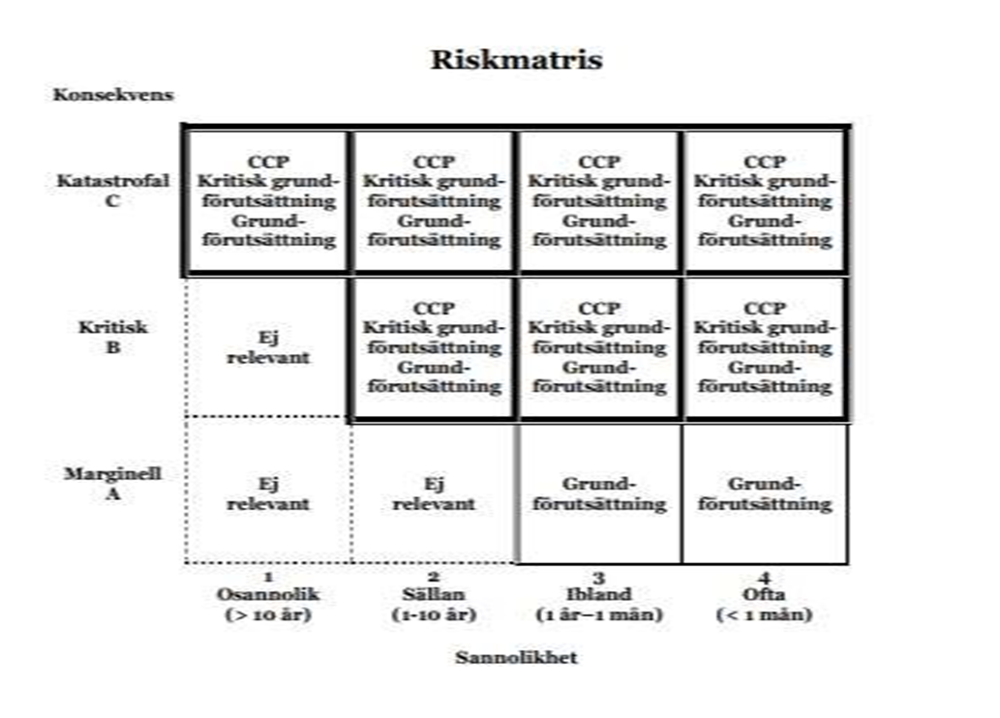 Riskmatris
Konsekvens
Katastrofal
C
CCP
Kritisk grund-
förutsättning
Grund-
förutsättning
CCP
Kritisk grund-
förutsättning
Grund-
förutsättning
CCP
Kritisk grund-
förutsättning
Grund-
förutsättning
CCP
Kritisk grund-
förutsättning
Grund-
förutsättning
Kritisk
B
Ej
relevant
CCP
Kritisk grund-
förutsättning
Grund-
förutsättning
CCP
Kritisk grund-
förutsättning
Grund-
förutsättning
CCP
Kritisk grund-
förutsättning
Grund-
förutsättning
Marginell
A
Ej
relevant
Ej
relevant
Grund-
förutsättning
Grund-
förutsättning
1
Osannolik
(> 10 år)
2
Sällan
(1-10 år)
3
Ibland
(1 år–1 mån)
4
Ofta
(< 1 mån)
Sannolikhet